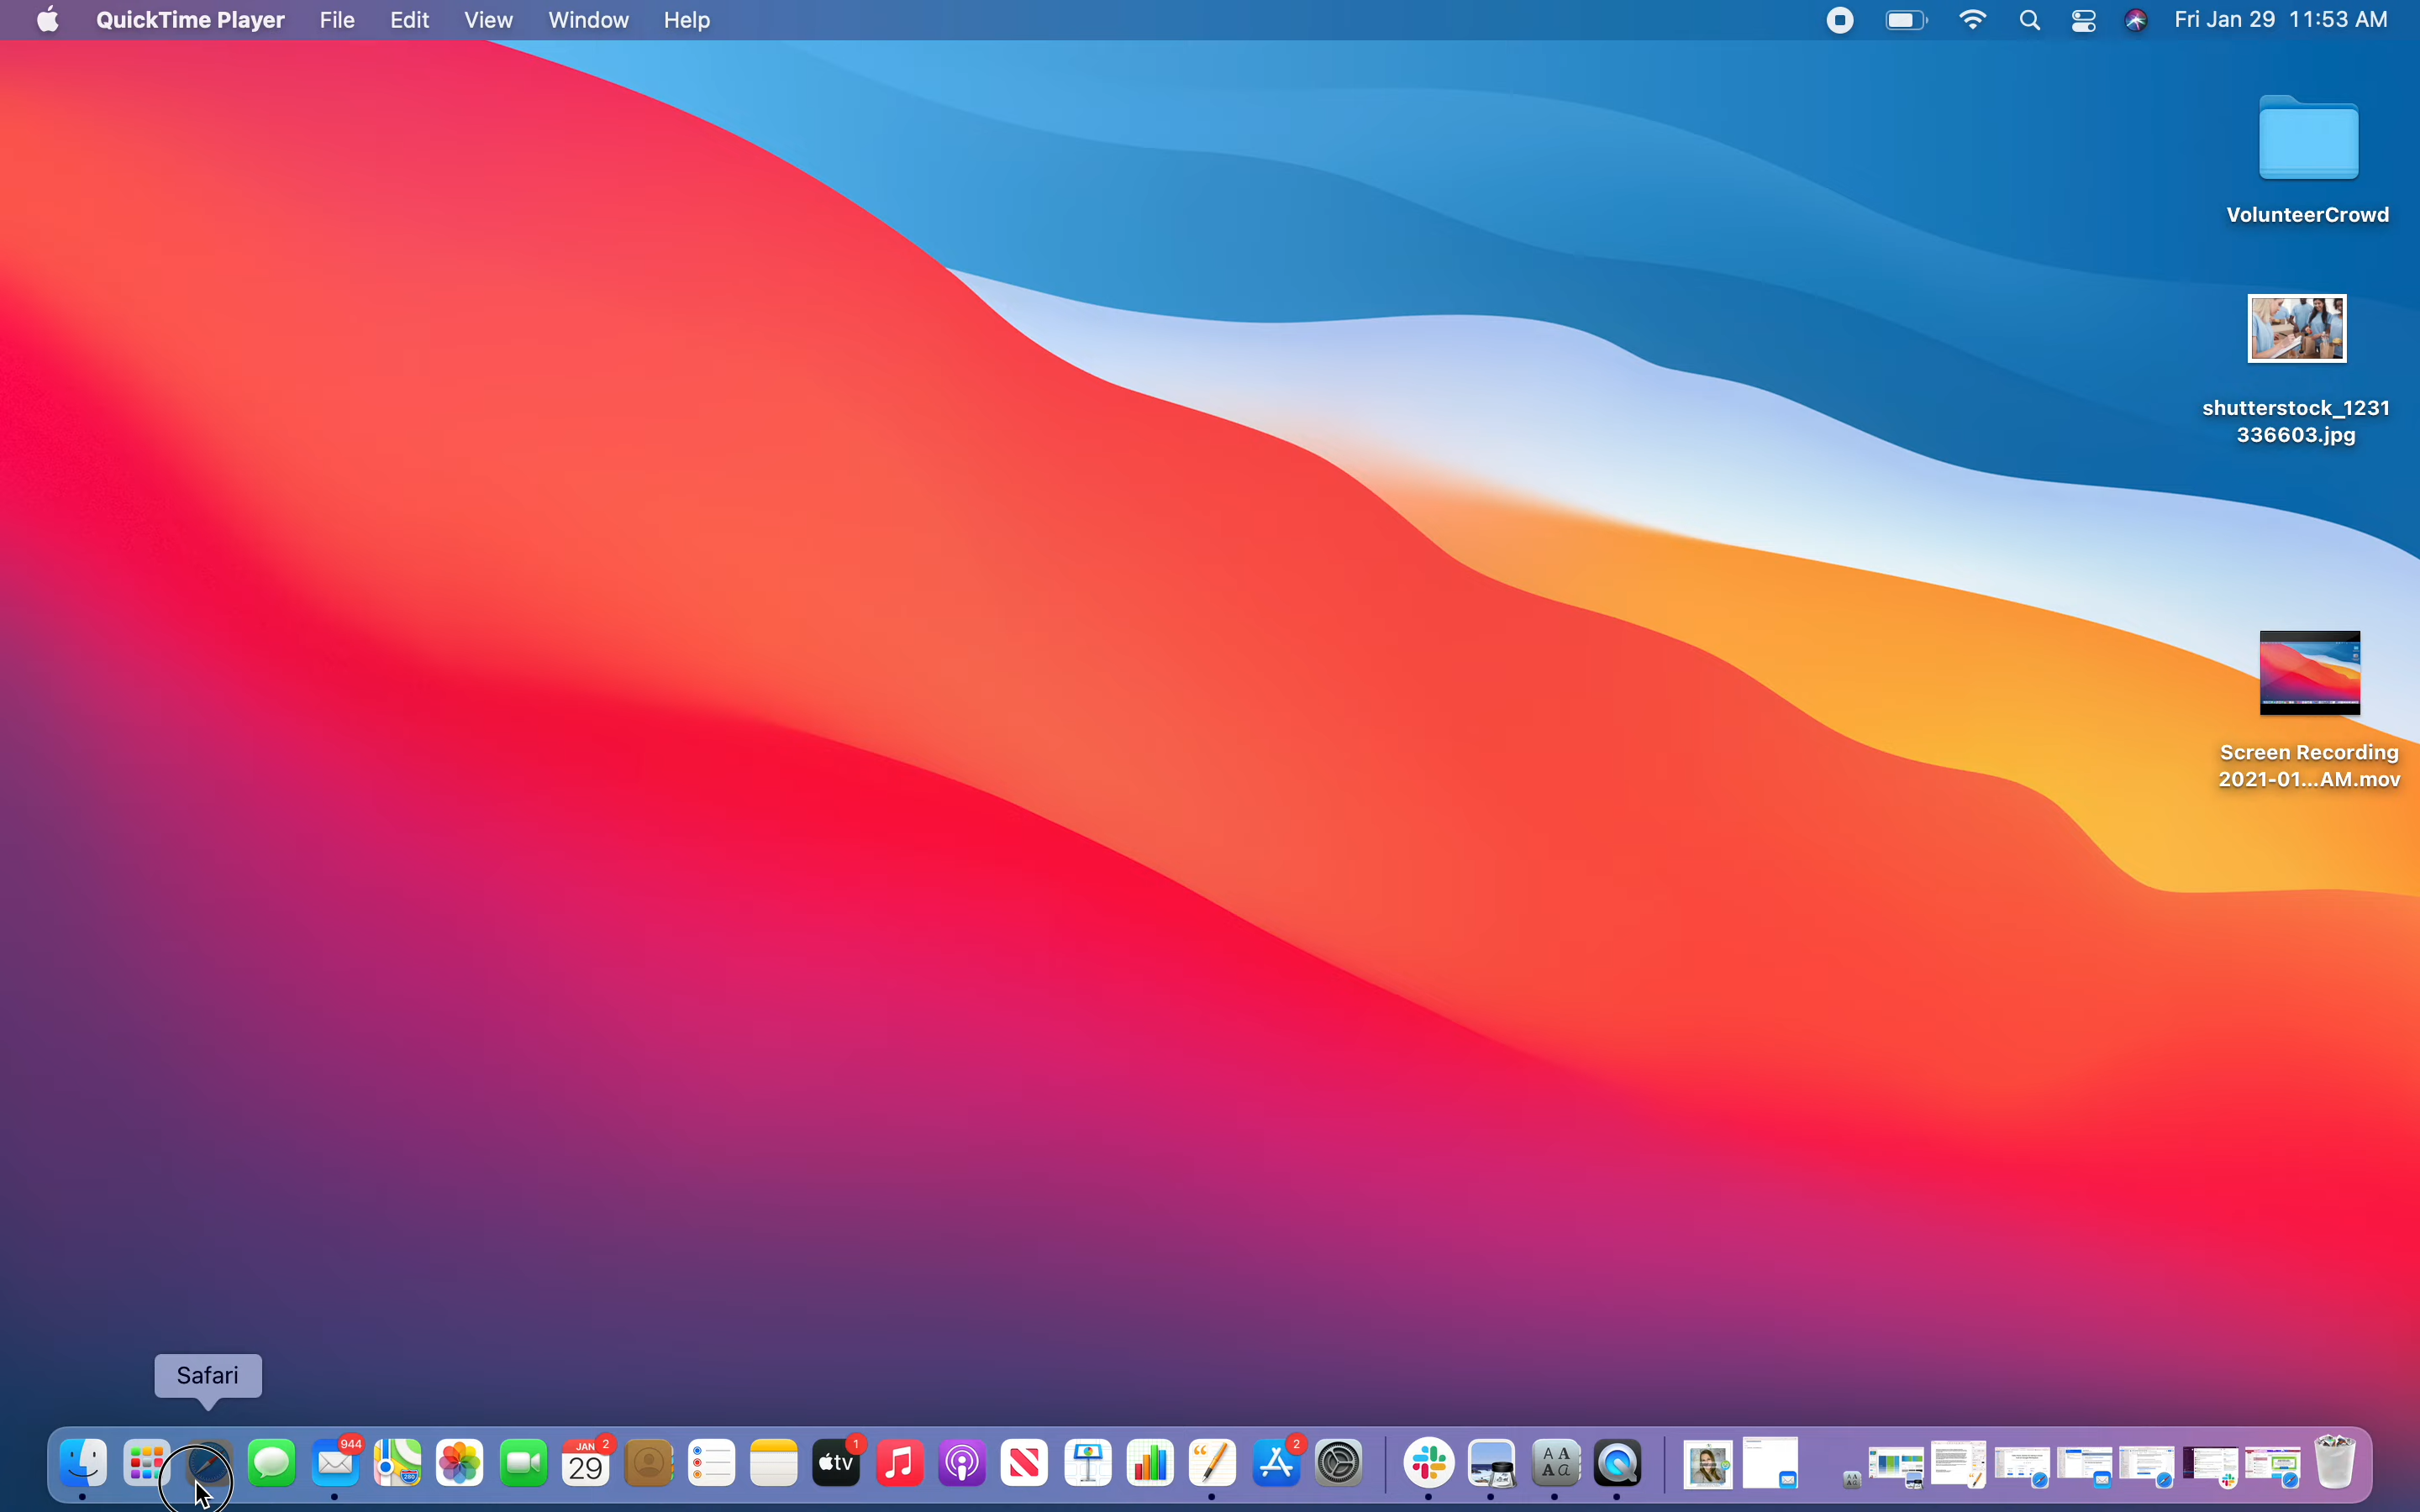 QuickTime Player File Edit View Window Help Fri Jan 29 11:53 AM
VolunteerCrowd
shutterstock_1231
336603.jpg
Screen Recording
2021-01...AM.mov
Safari
944
JAN 2
29
280
tv 1
2
A A
A a